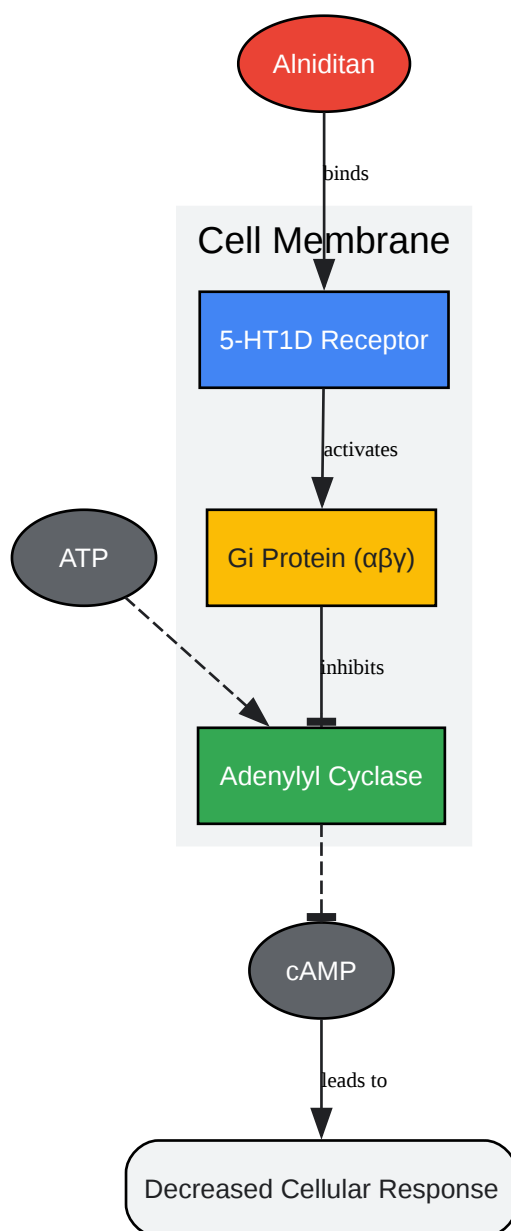 Alniditan
binds
Cell Membrane
5-HT1D Receptor
activates
ATP
Gi Protein (αβγ)
inhibits
Adenylyl Cyclase
cAMP
leads to
Decreased Cellular Response